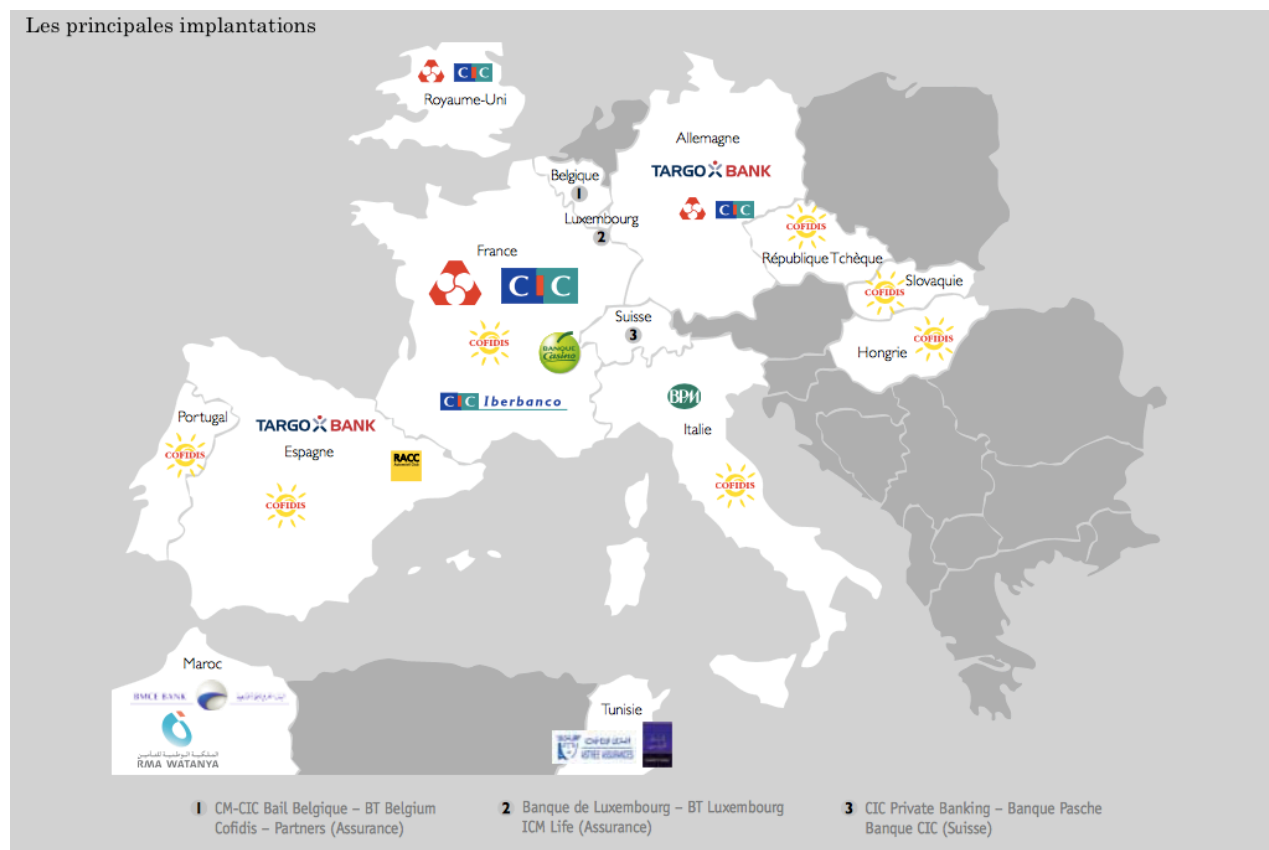 Les principales implantations
CIC
Royaume-Uni
Allemagne
TARGO BANK
Belgique
1
CIC
Luxembourg
2
COFIDIS
République Tchèque
France
CIC
Slovaquie
COFIDIS
Suisse
3
COFIDIS
BANQUE
Casino
COFIDIS
Hongrie
CIC Iberbanco
BPM
Italie
Portugal
TARGO BANK
Espagne
COFIDIS
RACC
COFIDIS
COFIDIS
Maroc
BMCE BANK
RMA WATANYA
Tunisie
ASTREE ASSURANCES
1 CM-CIC Bail Belgique – BT Belgium
Cofidis – Partners (Assurance)
2 Banque de Luxembourg – BT Luxembourg
ICM Life (Assurance)
3 CIC Private Banking – Banque Pasche
Banque CIC (Suisse)